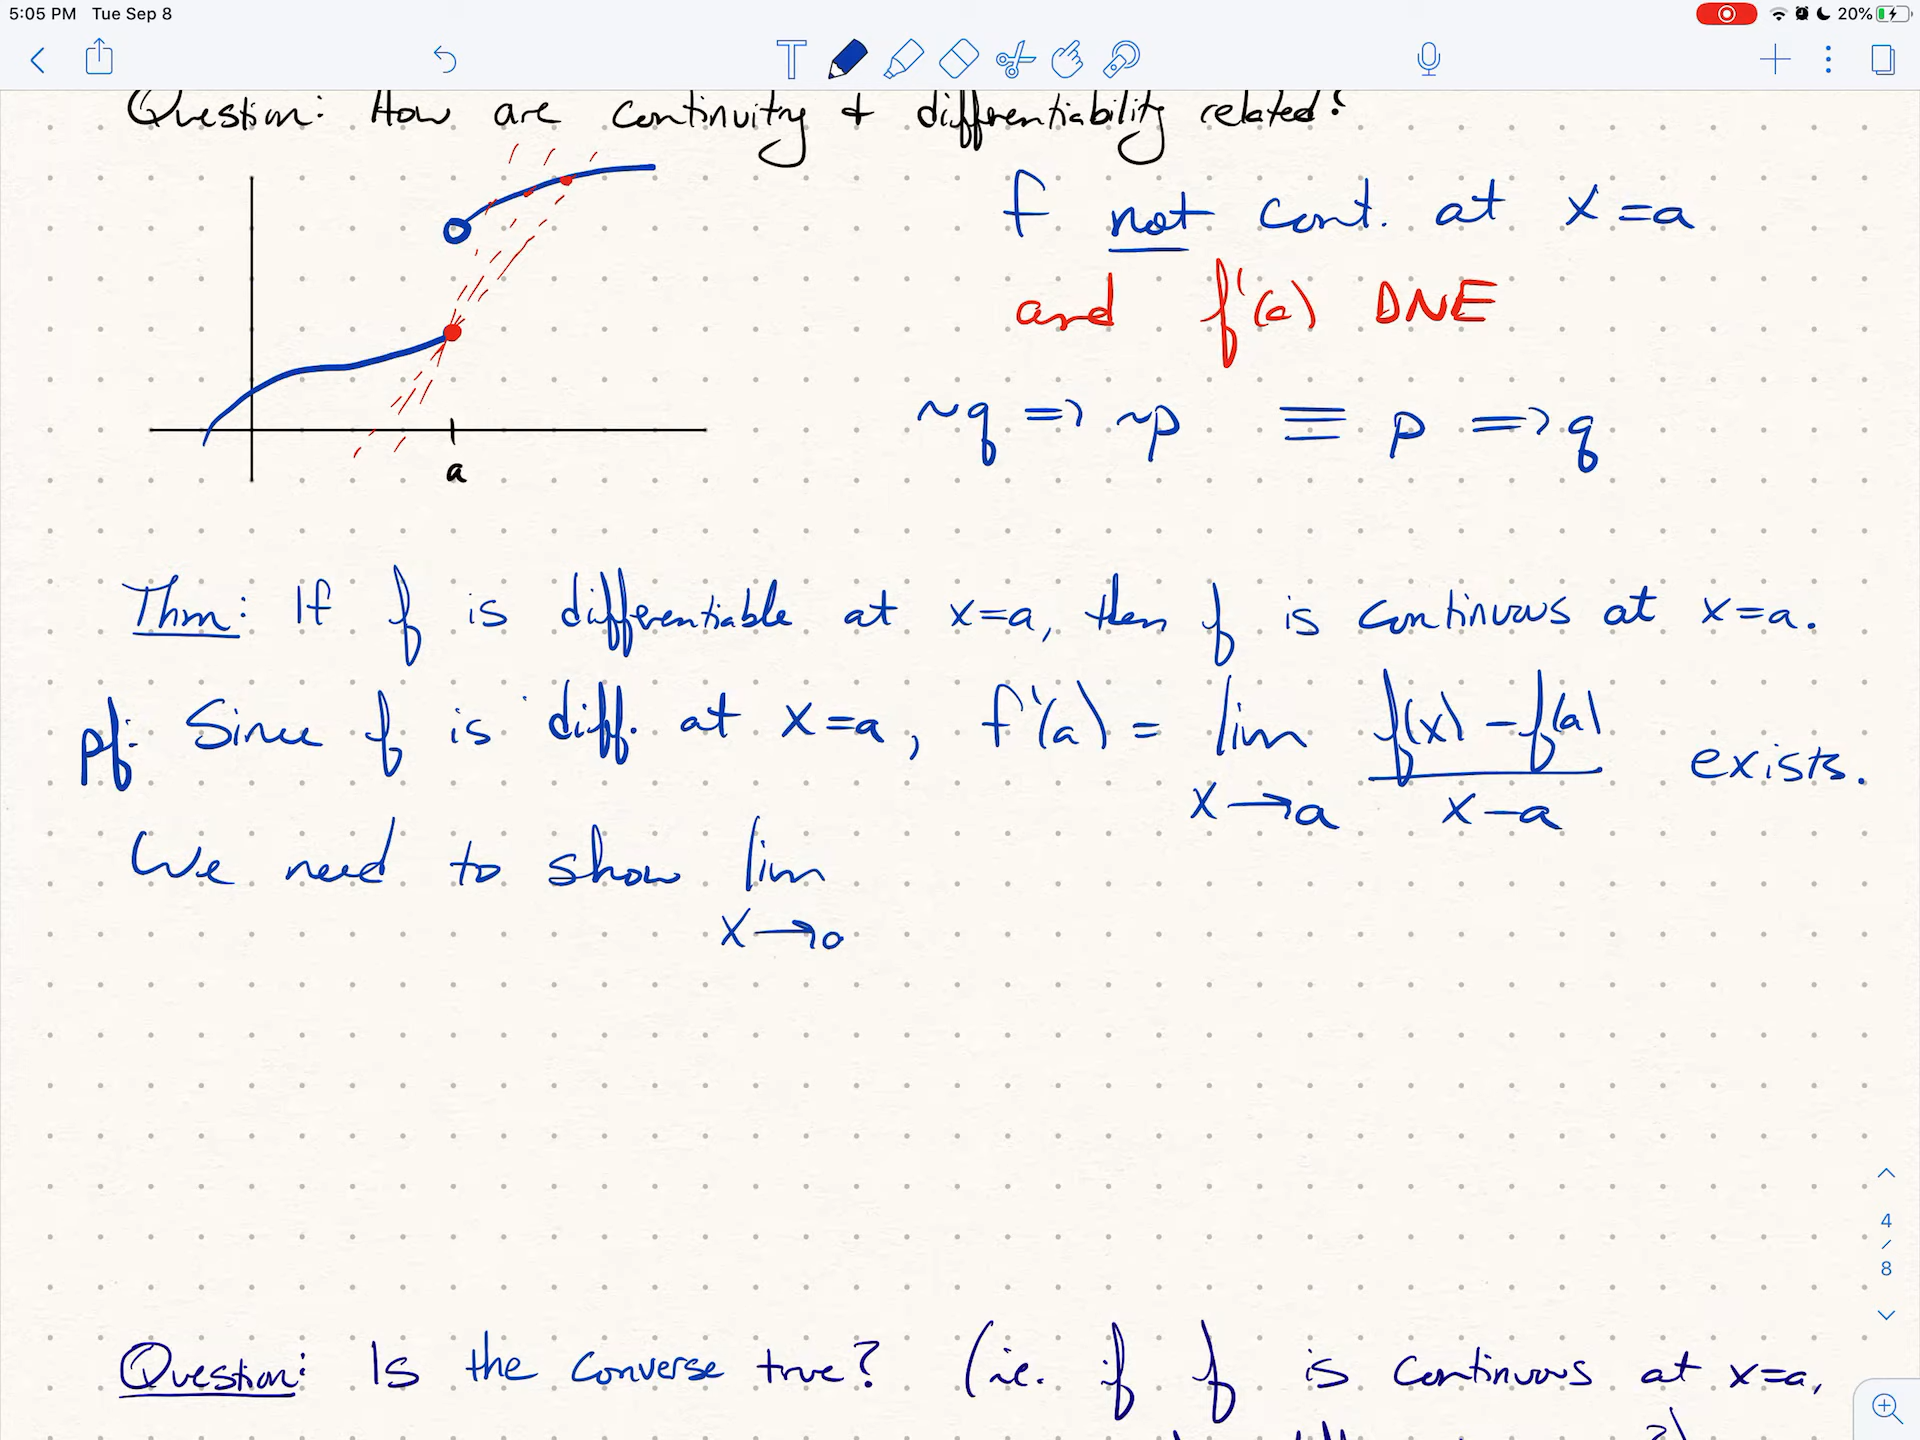 5:05 PM Tue Sep 8
20%
T
Question: How are continuity + differentiability related?
f not cont. at x=a
and f'(a) DNE
~q => ~p ≡ p => q
a
Thm: If f is differentiable at x=a, then f is continuous at x=a.
pf: Since f is diff. at x=a, f'(a) = lim x→a f(x) - f(a) / x-a exists.
We need to show lim
x→a
4
/
8
Question: Is the converse true? (ie. if f is continuous at x=a,